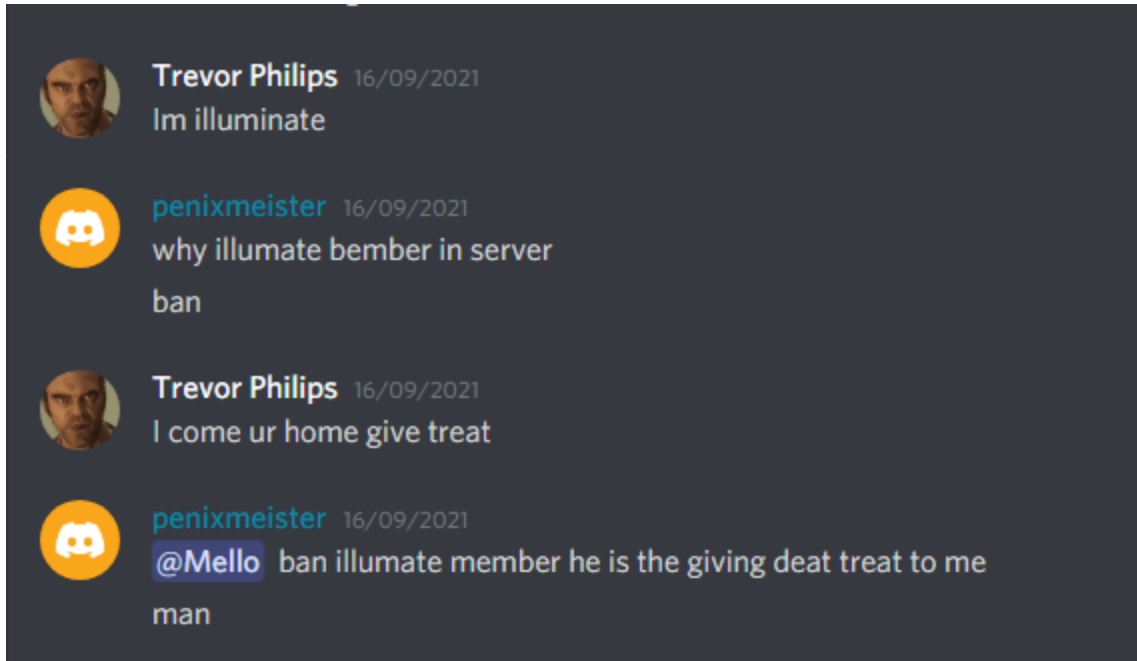 Trevor Philips 16/09/2021
Im illuminate
penixmeister 16/09/2021
why illumate bember in server
ban
Trevor Philips 16/09/2021
I come ur home give treat
penixmeister 16/09/2021
@Mello ban illumate member he is the giving deat treat to me
man